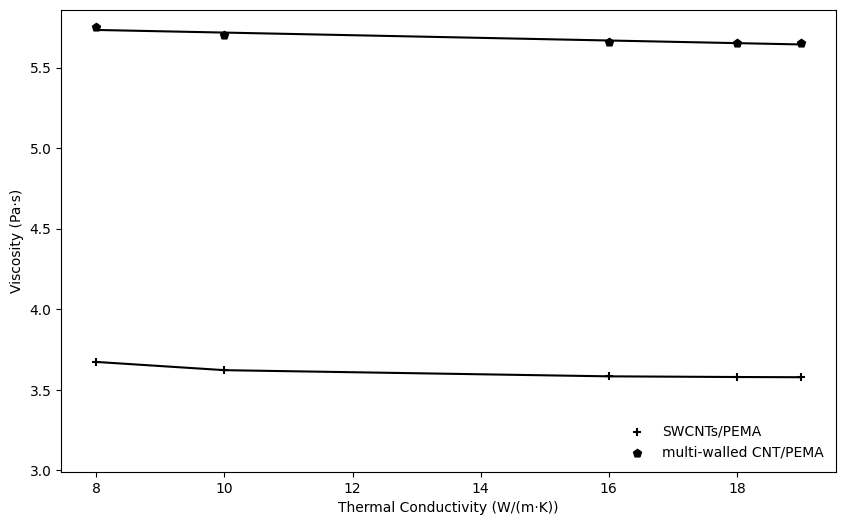 5.5
5.0
4.5
4.0
3.5
3.0
Viscosity (Pa·s)
8 10 12 14 16 18
Thermal Conductivity (W/(m·K))
SWCNTs/PEMA
multi-walled CNT/PEMA